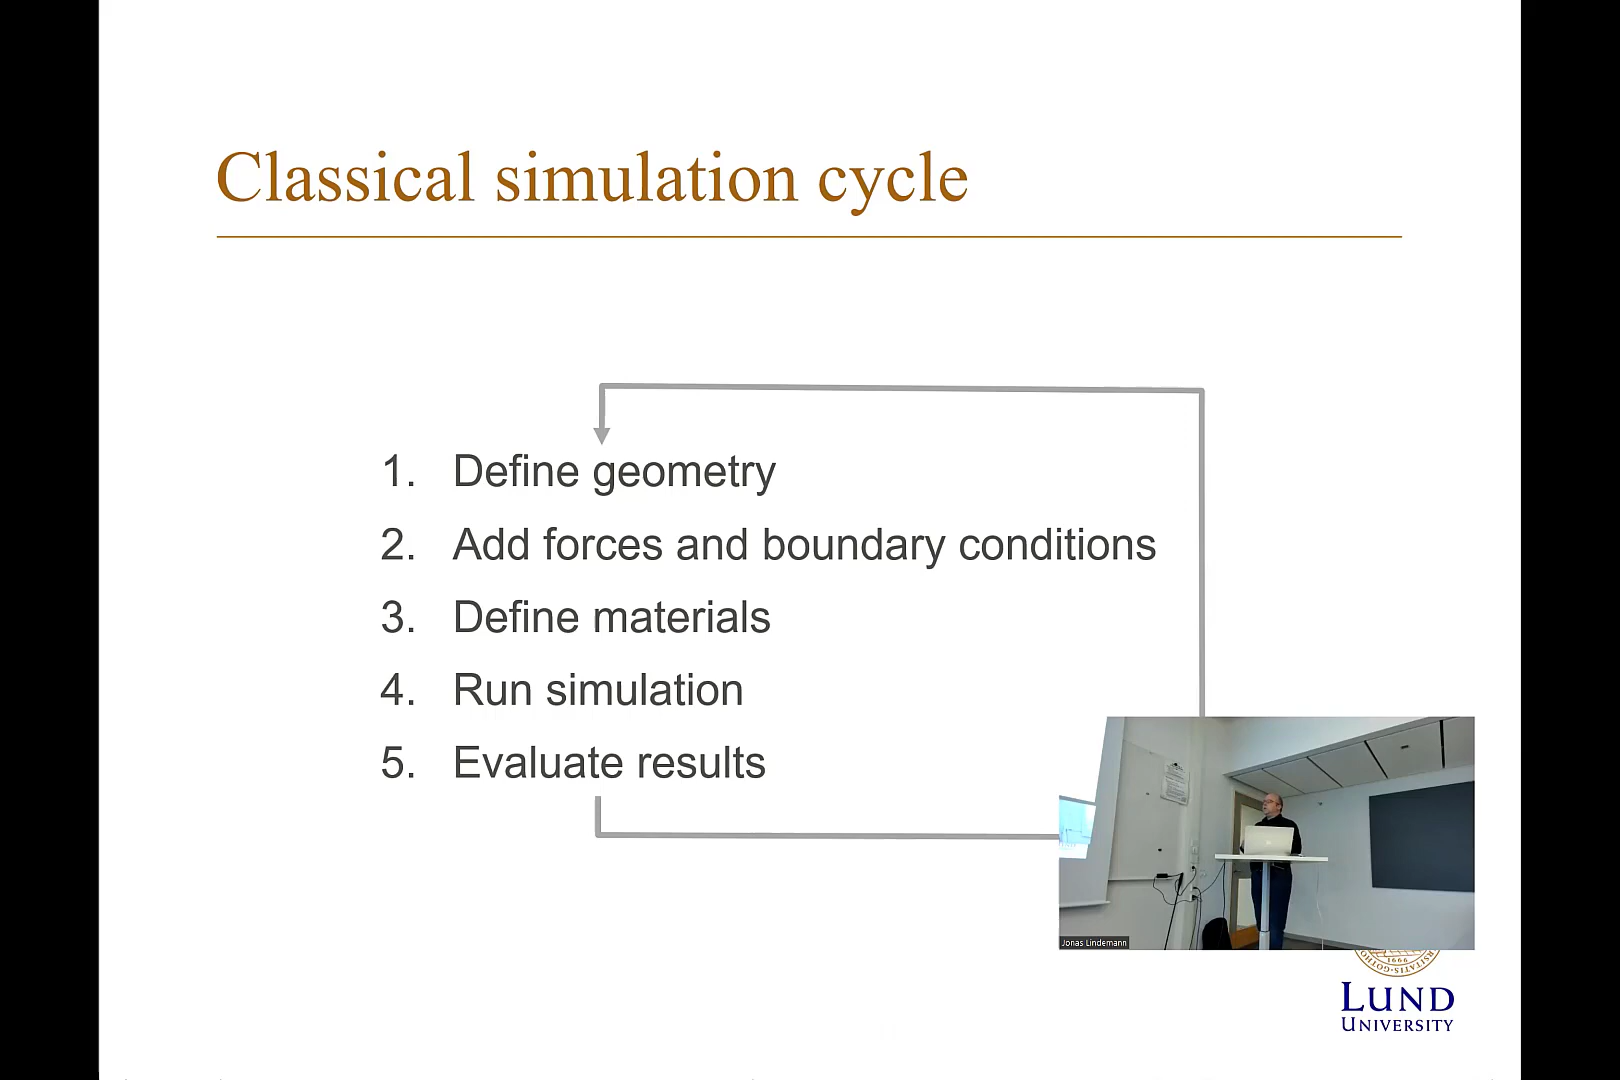 Classical simulation cycle
1. Define geometry
2. Add forces and boundary conditions
3. Define materials
4. Run simulation
5. Evaluate results
Jonas Lindemann
1666
LUND
UNIVERSITY